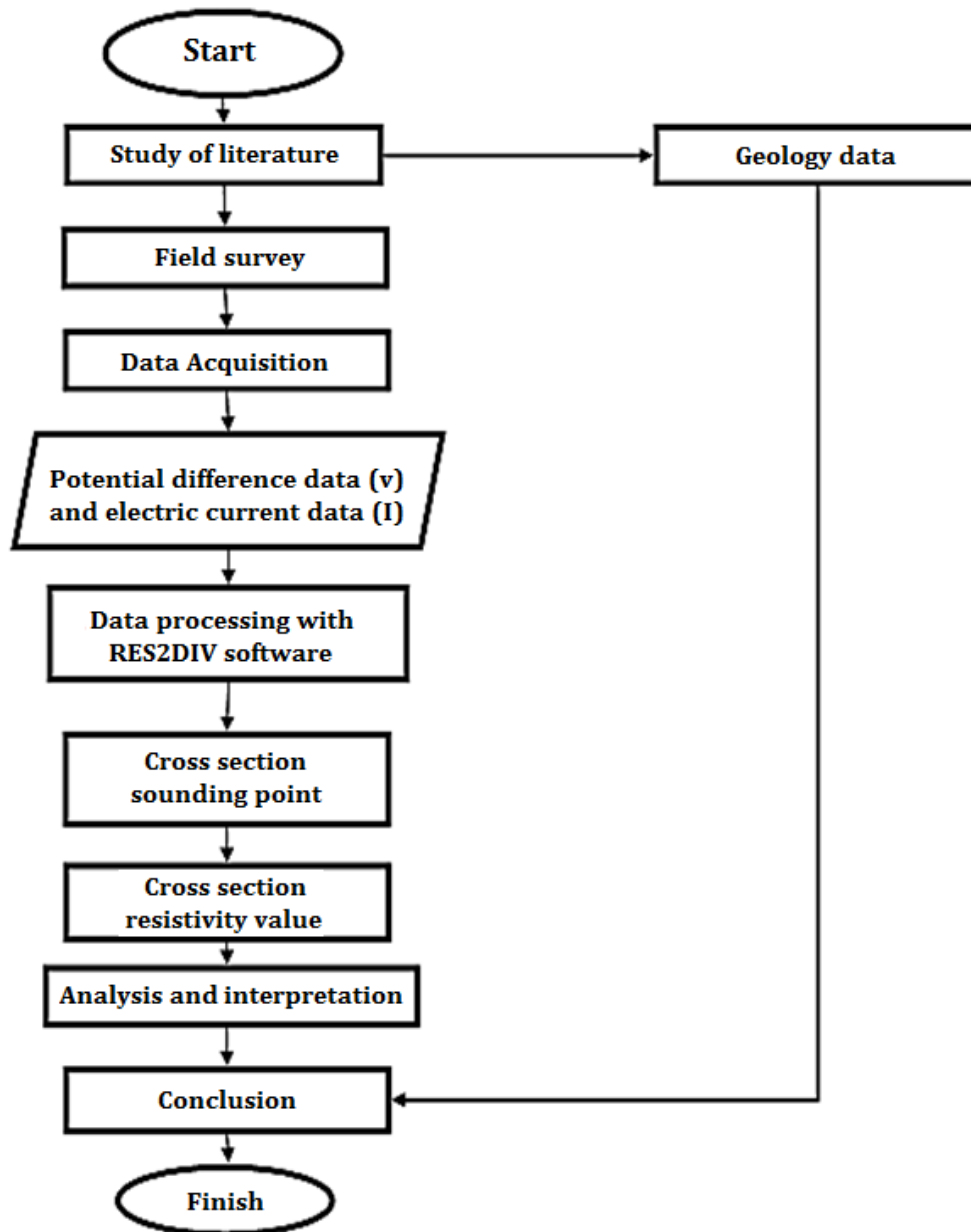 Start
Study of literature
Geology data
Field survey
Data Acquisition
Potential difference data (v)
and electric current data (I)
Data processing with
RES2DIV software
Cross section
sounding point
Cross section
resistivity value
Analysis and interpretation
Conclusion
Finish